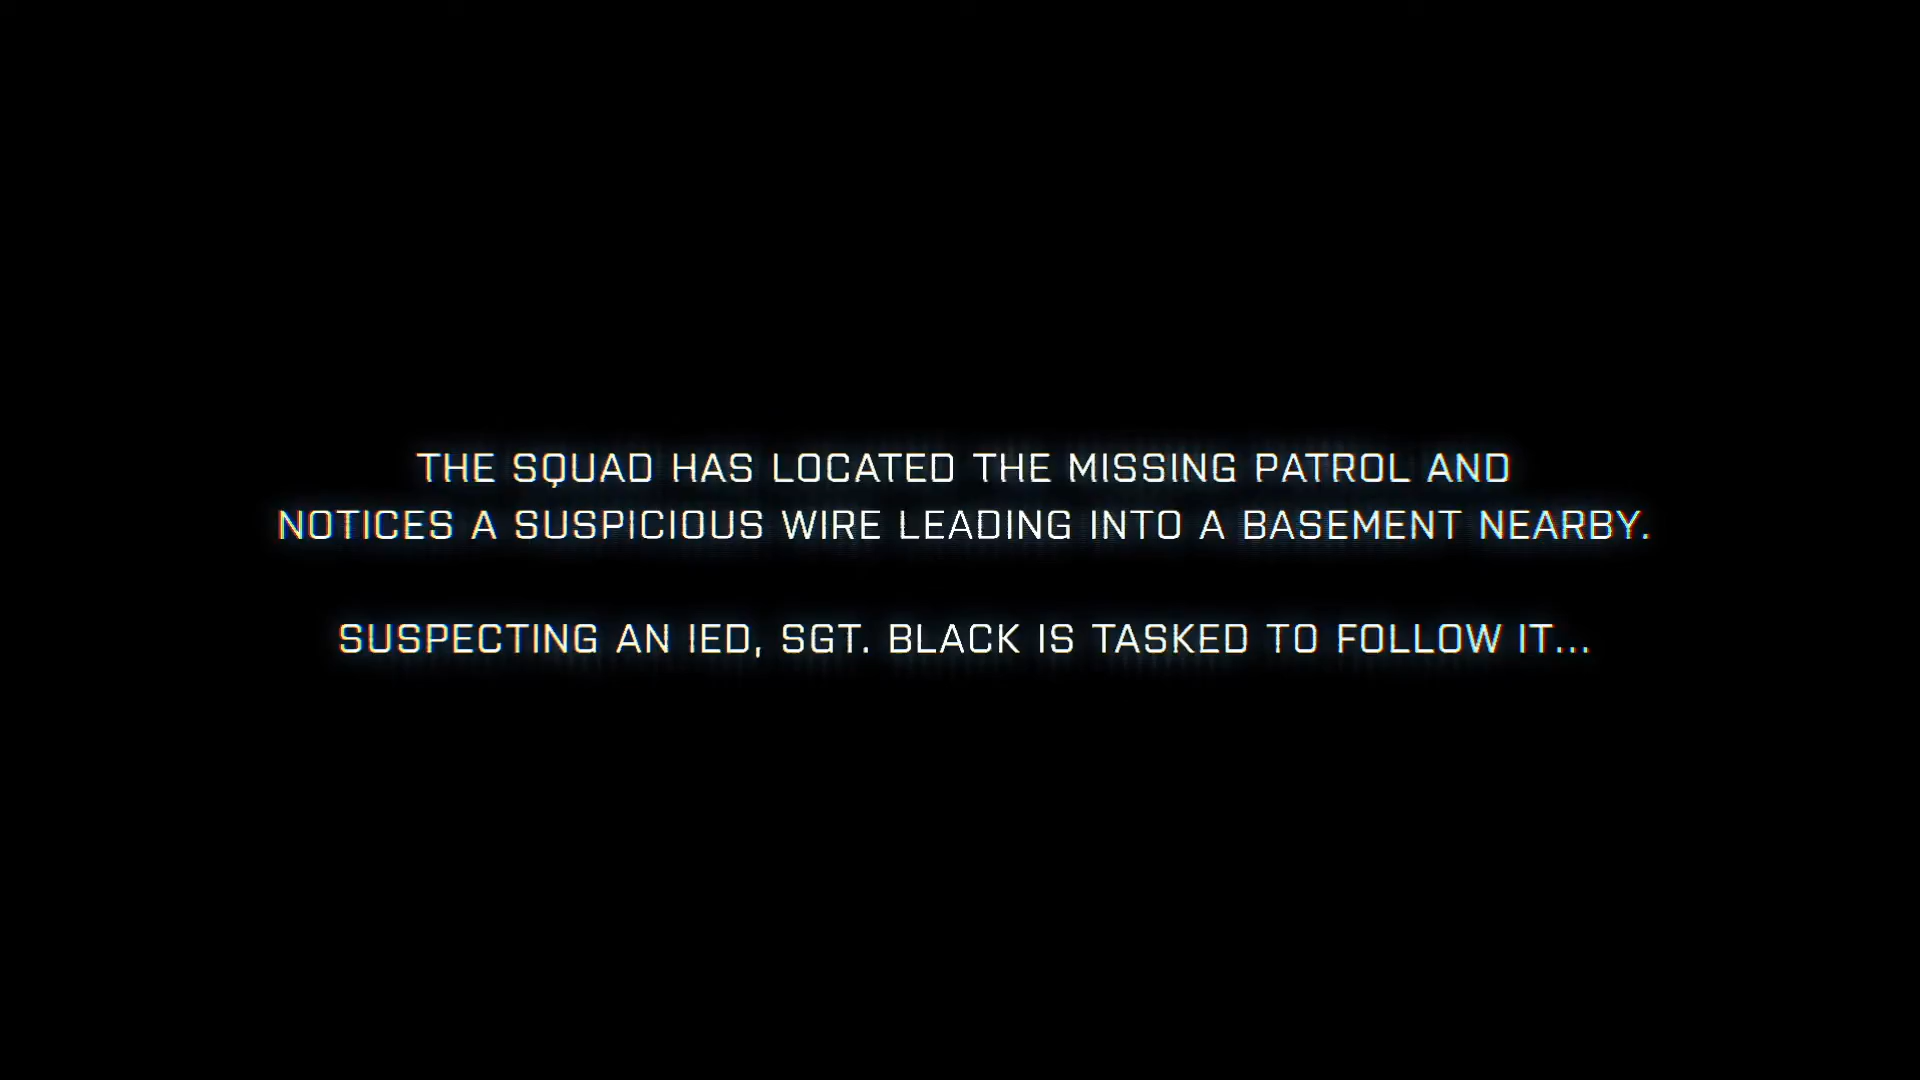 THE SQUAD HAS LOCATED THE MISSING PATROL AND
NOTICES A SUSPICIOUS WIRE LEADING INTO A BASEMENT NEARBY.
SUSPECTING AN IED, SGT. BLACK IS TASKED TO FOLLOW IT...